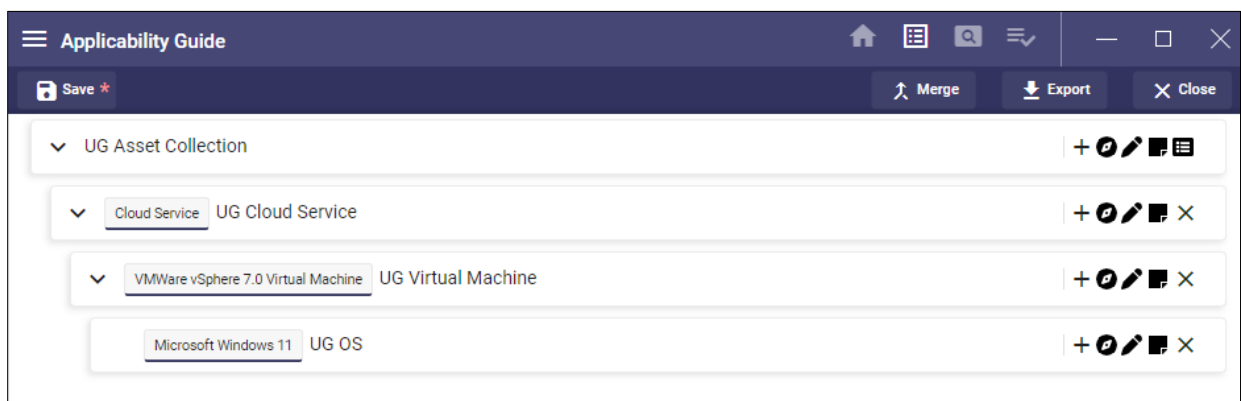 Applicability Guide
Save *
Merge
Export
Close
UG Asset Collection
Cloud Service UG Cloud Service
VMWare vSphere 7.0 Virtual Machine UG Virtual Machine
Microsoft Windows 11 UG OS